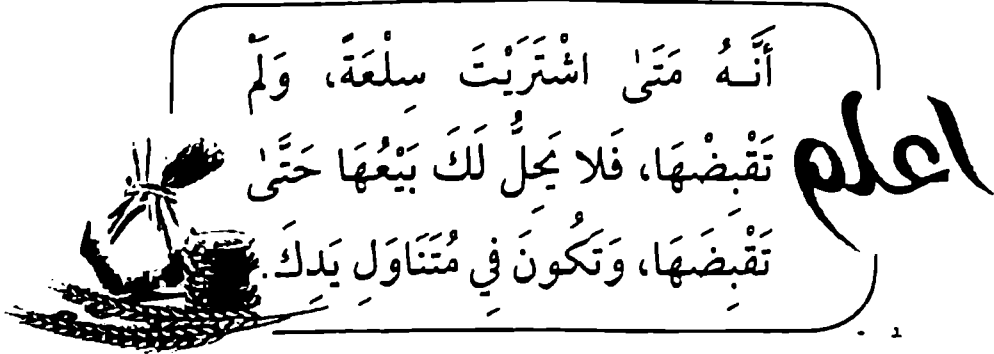 اعلم
أَنَّـهُ مَتَىٰ اشْتَرَيْتَ سِلْعَةً، وَلَمْ
تَقْبِضْهَا، فَلا يَحِلُّ لَكَ بَيْعُهَا حَتَّىٰ
تَقْبِضَهَا، وَتَكُونَ فِي مُتَنَاوَلِ يَدِكَ.